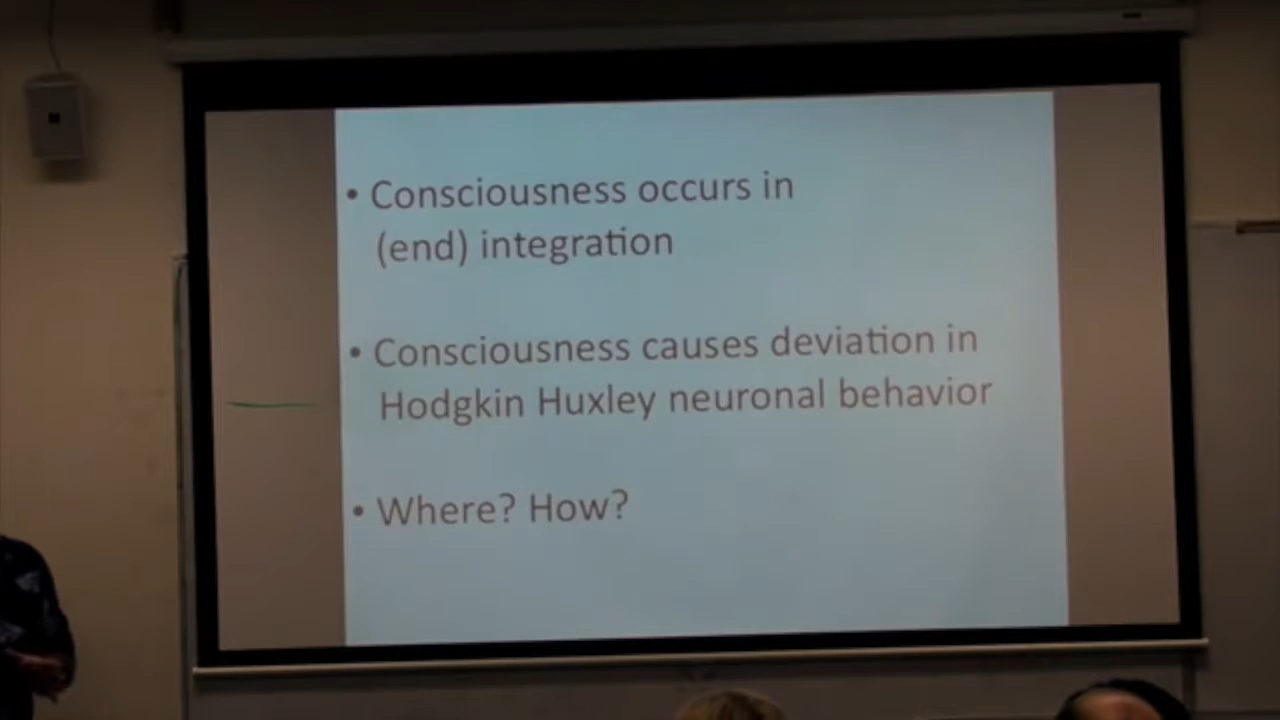 • Consciousness occurs in
(end) integration
• Consciousness causes deviation in
Hodgkin Huxley neuronal behavior
• Where? How?